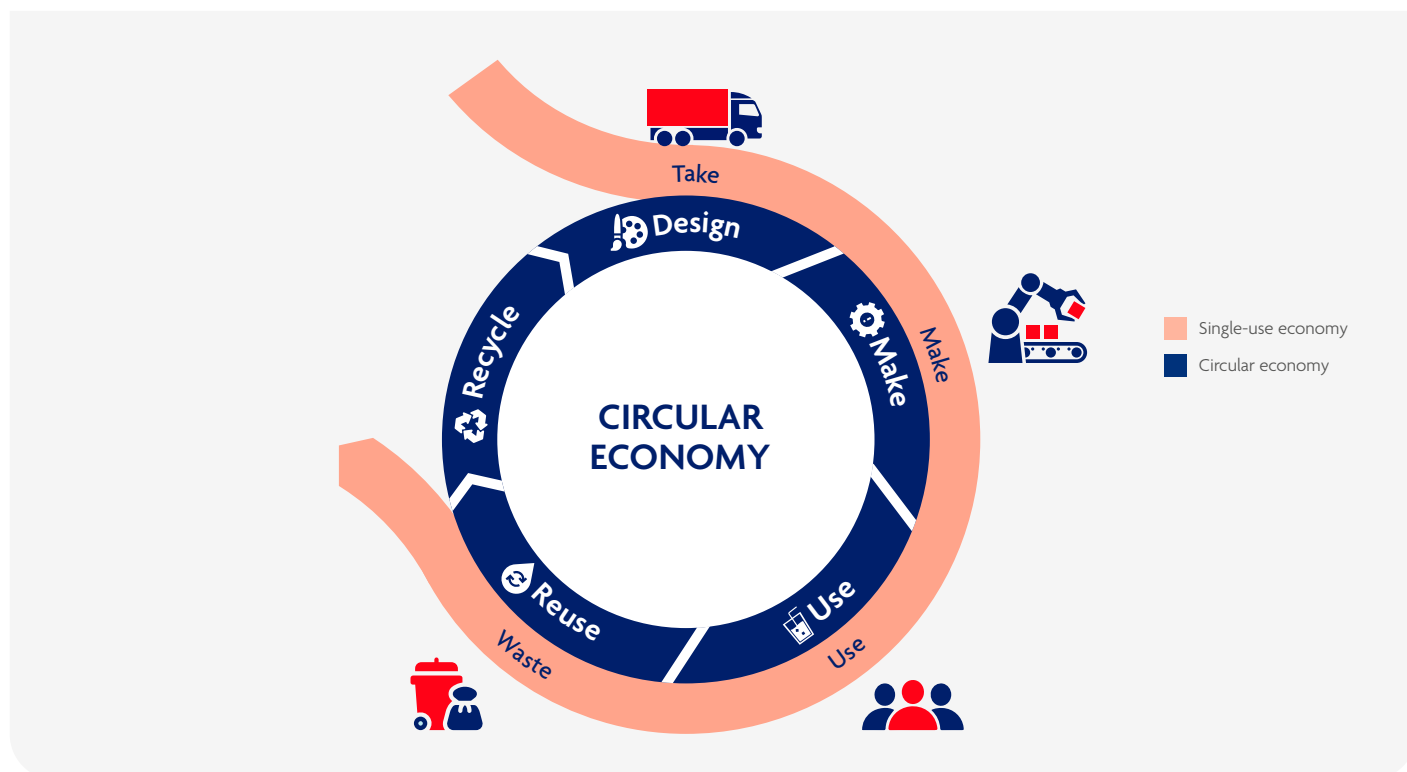 Take
Design
Make
Make
Recycle
CIRCULAR
ECONOMY
Single-use economy
Circular economy
Use
Use
Reuse
Waste